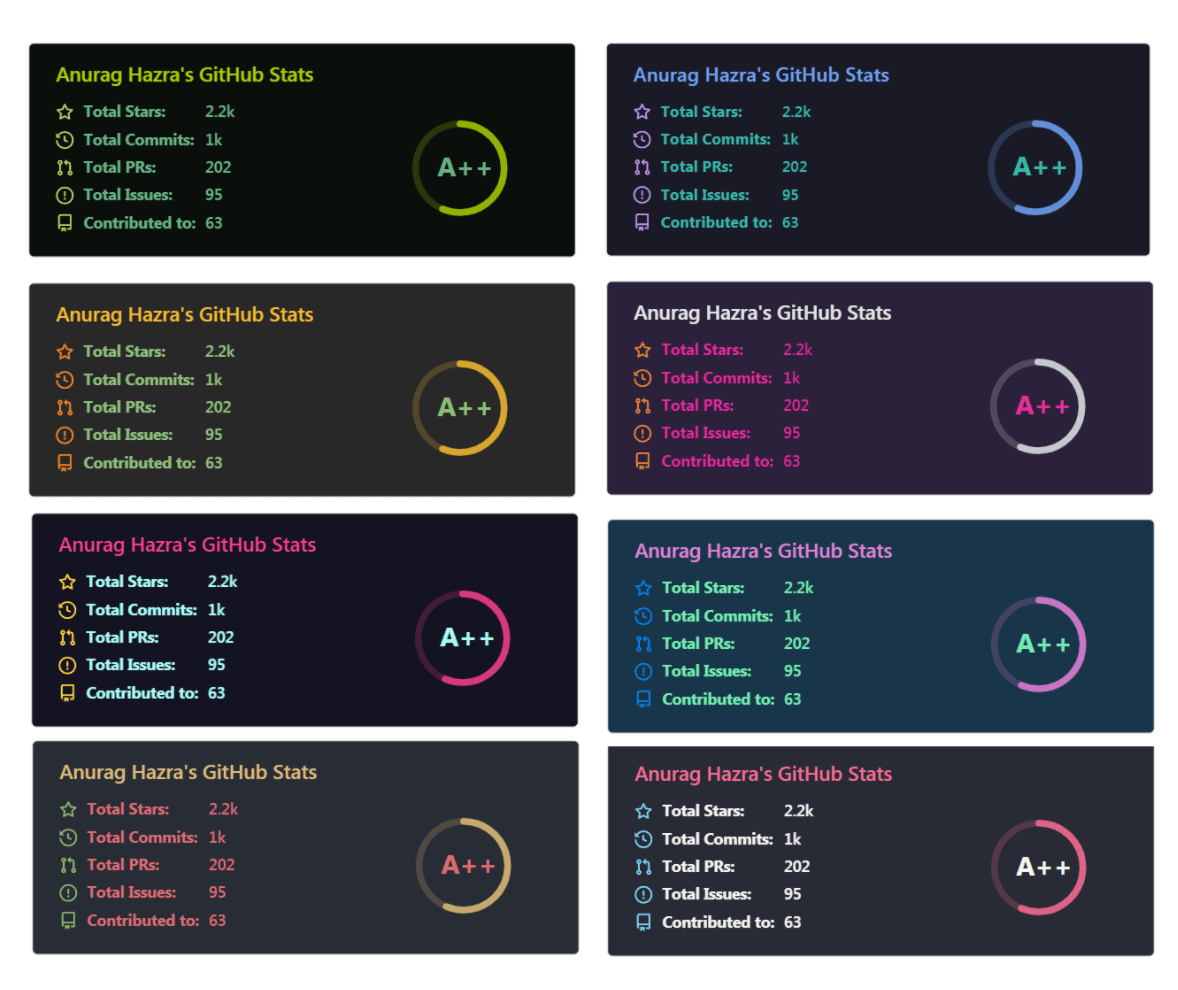 Anurag Hazra's GitHub Stats
Total Stars: 2.2k
Total Commits: 1k
Total PRs: 202
Total Issues: 95
Contributed to: 63
A++
Anurag Hazra's GitHub Stats
Total Stars: 2.2k
Total Commits: 1k
Total PRs: 202
Total Issues: 95
Contributed to: 63
A++
Anurag Hazra's GitHub Stats
Total Stars: 2.2k
Total Commits: 1k
Total PRs: 202
Total Issues: 95
Contributed to: 63
A++
Anurag Hazra's GitHub Stats
Total Stars: 2.2k
Total Commits: 1k
Total PRs: 202
Total Issues: 95
Contributed to: 63
A++
Anurag Hazra's GitHub Stats
Total Stars: 2.2k
Total Commits: 1k
Total PRs: 202
Total Issues: 95
Contributed to: 63
A++
Anurag Hazra's GitHub Stats
Total Stars: 2.2k
Total Commits: 1k
Total PRs: 202
Total Issues: 95
Contributed to: 63
A++
Anurag Hazra's GitHub Stats
Total Stars: 2.2k
Total Commits: 1k
Total PRs: 202
Total Issues: 95
Contributed to: 63
A++
Anurag Hazra's GitHub Stats
Total Stars: 2.2k
Total Commits: 1k
Total PRs: 202
Total Issues: 95
Contributed to: 63
A++